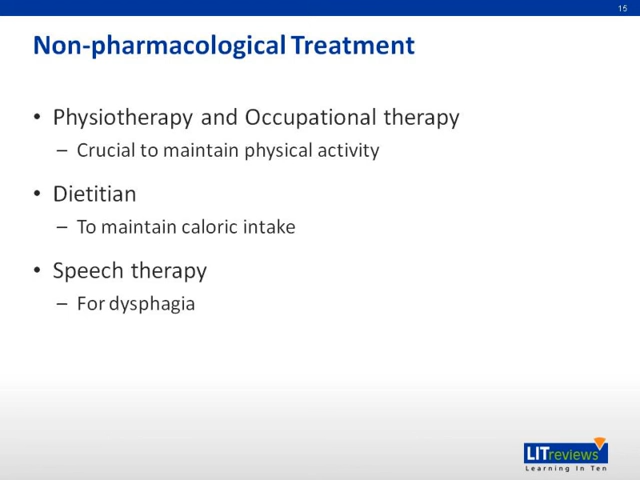 15
Non-pharmacological Treatment
• Physiotherapy and Occupational therapy
– Crucial to maintain physical activity
• Dietitian
– To maintain caloric intake
• Speech therapy
– For dysphagia
LITreviews
Learning In Ten